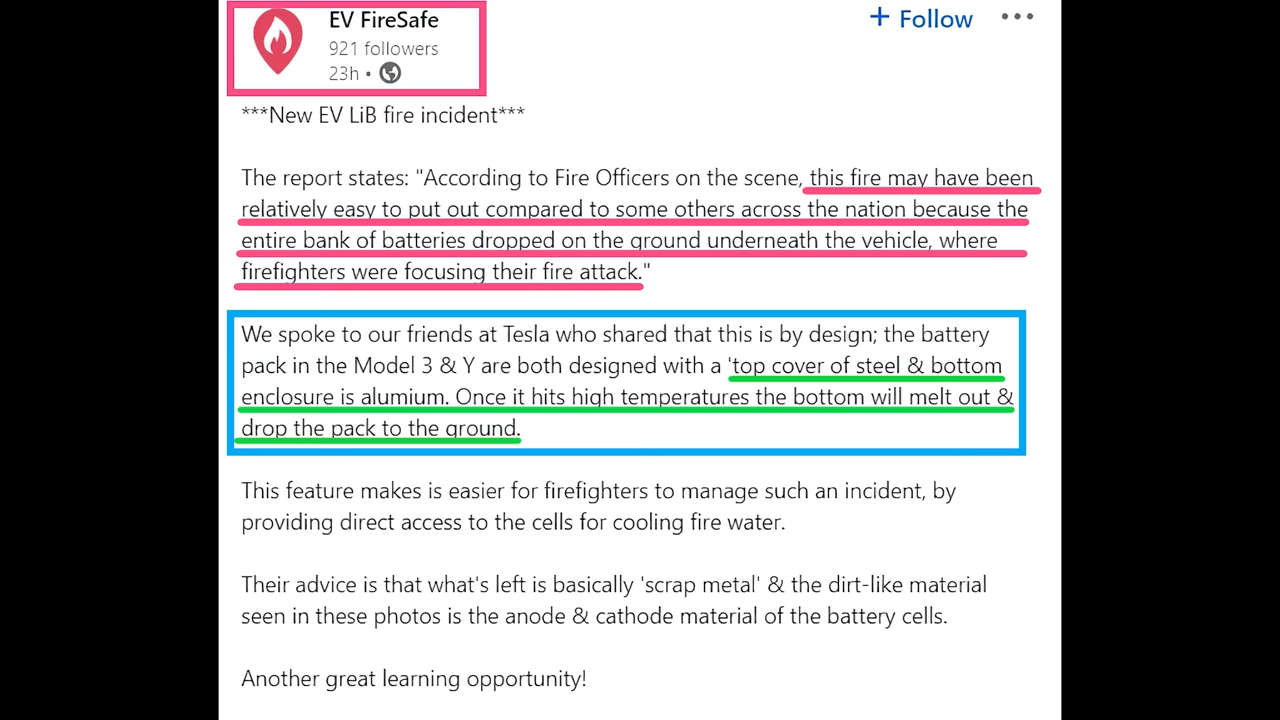 EV FireSafe
921 followers
23h •
+ Follow •••
***New EV LiB fire incident***
The report states: "According to Fire Officers on the scene, this fire may have been
relatively easy to put out compared to some others across the nation because the
entire bank of batteries dropped on the ground underneath the vehicle, where
firefighters were focusing their fire attack."
We spoke to our friends at Tesla who shared that this is by design; the battery
pack in the Model 3 & Y are both designed with a 'top cover of steel & bottom
enclosure is alumium. Once it hits high temperatures the bottom will melt out &
drop the pack to the ground.
This feature makes is easier for firefighters to manage such an incident, by
providing direct access to the cells for cooling fire water.
Their advice is that what's left is basically 'scrap metal' & the dirt-like material
seen in these photos is the anode & cathode material of the battery cells.
Another great learning opportunity!